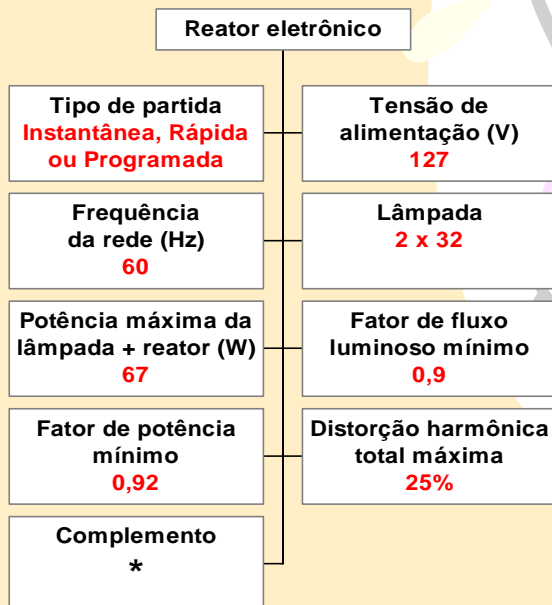 Reator eletrônico
Tipo de partida
Instantânea, Rápida
ou Programada
Tensão de
alimentação (V)
127
Frequência
da rede (Hz)
60
Lâmpada
2 x 32
Potência máxima da
lâmpada + reator (W)
67
Fator de fluxo
luminoso mínimo
0,9
Fator de potência
mínimo
0,92
Distorção harmônica
total máxima
25%
Complemento
*